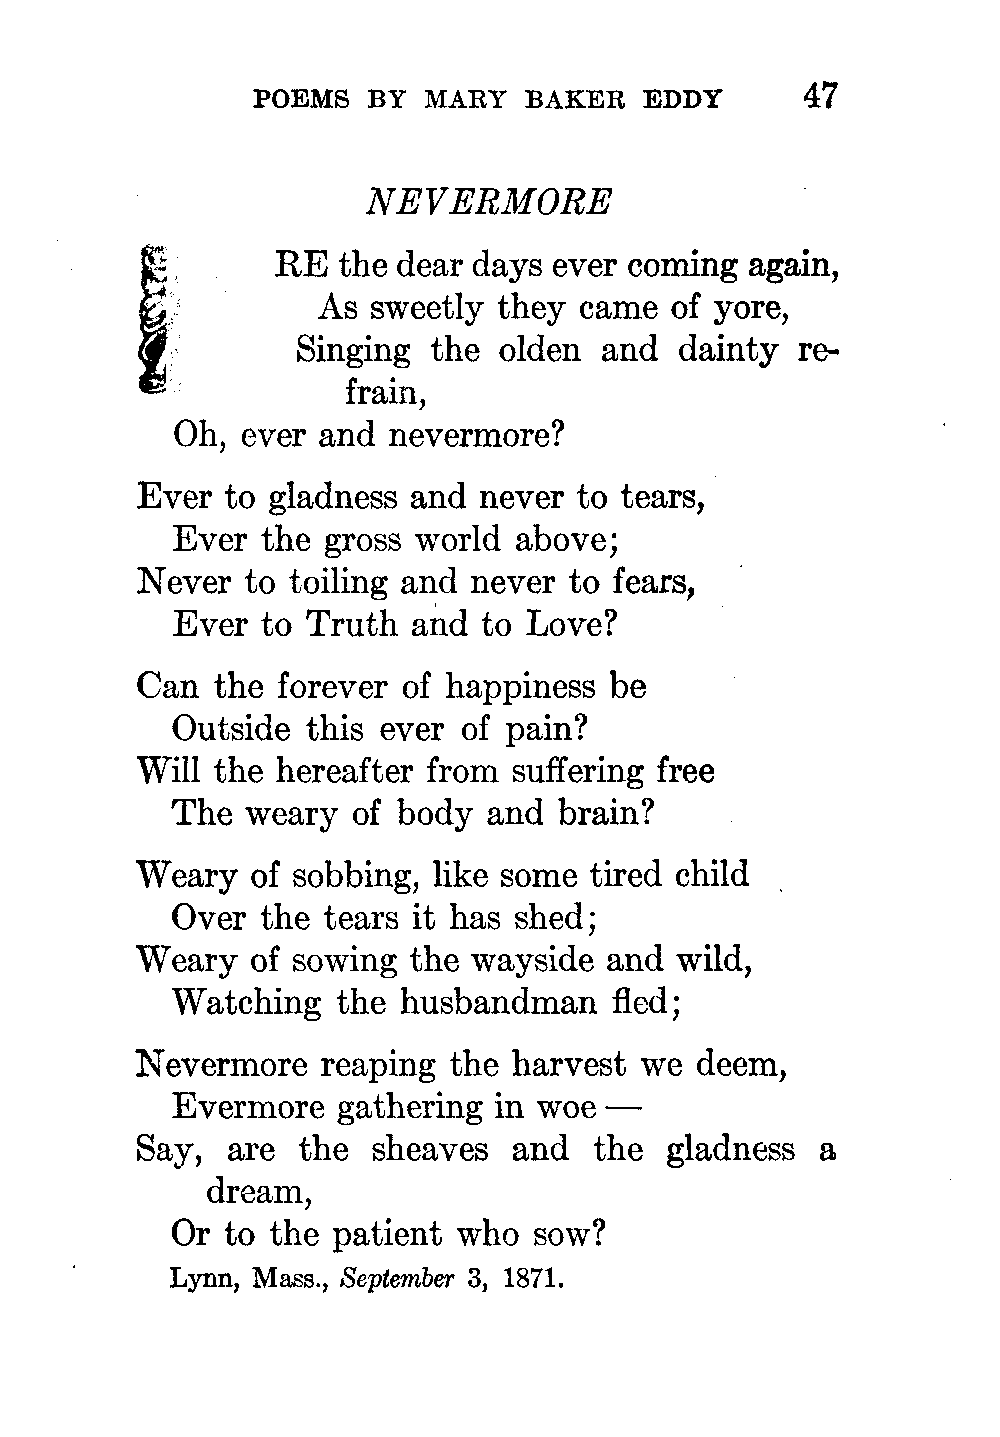 POEMS BY MARY BAKER EDDY 47
NEVERMORE
RE the dear days ever coming again,
As sweetly they came of yore,
Singing the olden and dainty re-
frain,
Oh, ever and nevermore?
Ever to gladness and never to tears,
Ever the gross world above;
Never to toiling and never to fears,
Ever to Truth and to Love?
Can the forever of happiness be
Outside this ever of pain?
Will the hereafter from suffering free
The weary of body and brain?
Weary of sobbing, like some tired child
Over the tears it has shed;
Weary of sowing the wayside and wild,
Watching the husbandman fled;
Nevermore reaping the harvest we deem,
Evermore gathering in woe —
Say, are the sheaves and the gladness a
dream,
Or to the patient who sow?
Lynn, Mass., September 3, 1871.